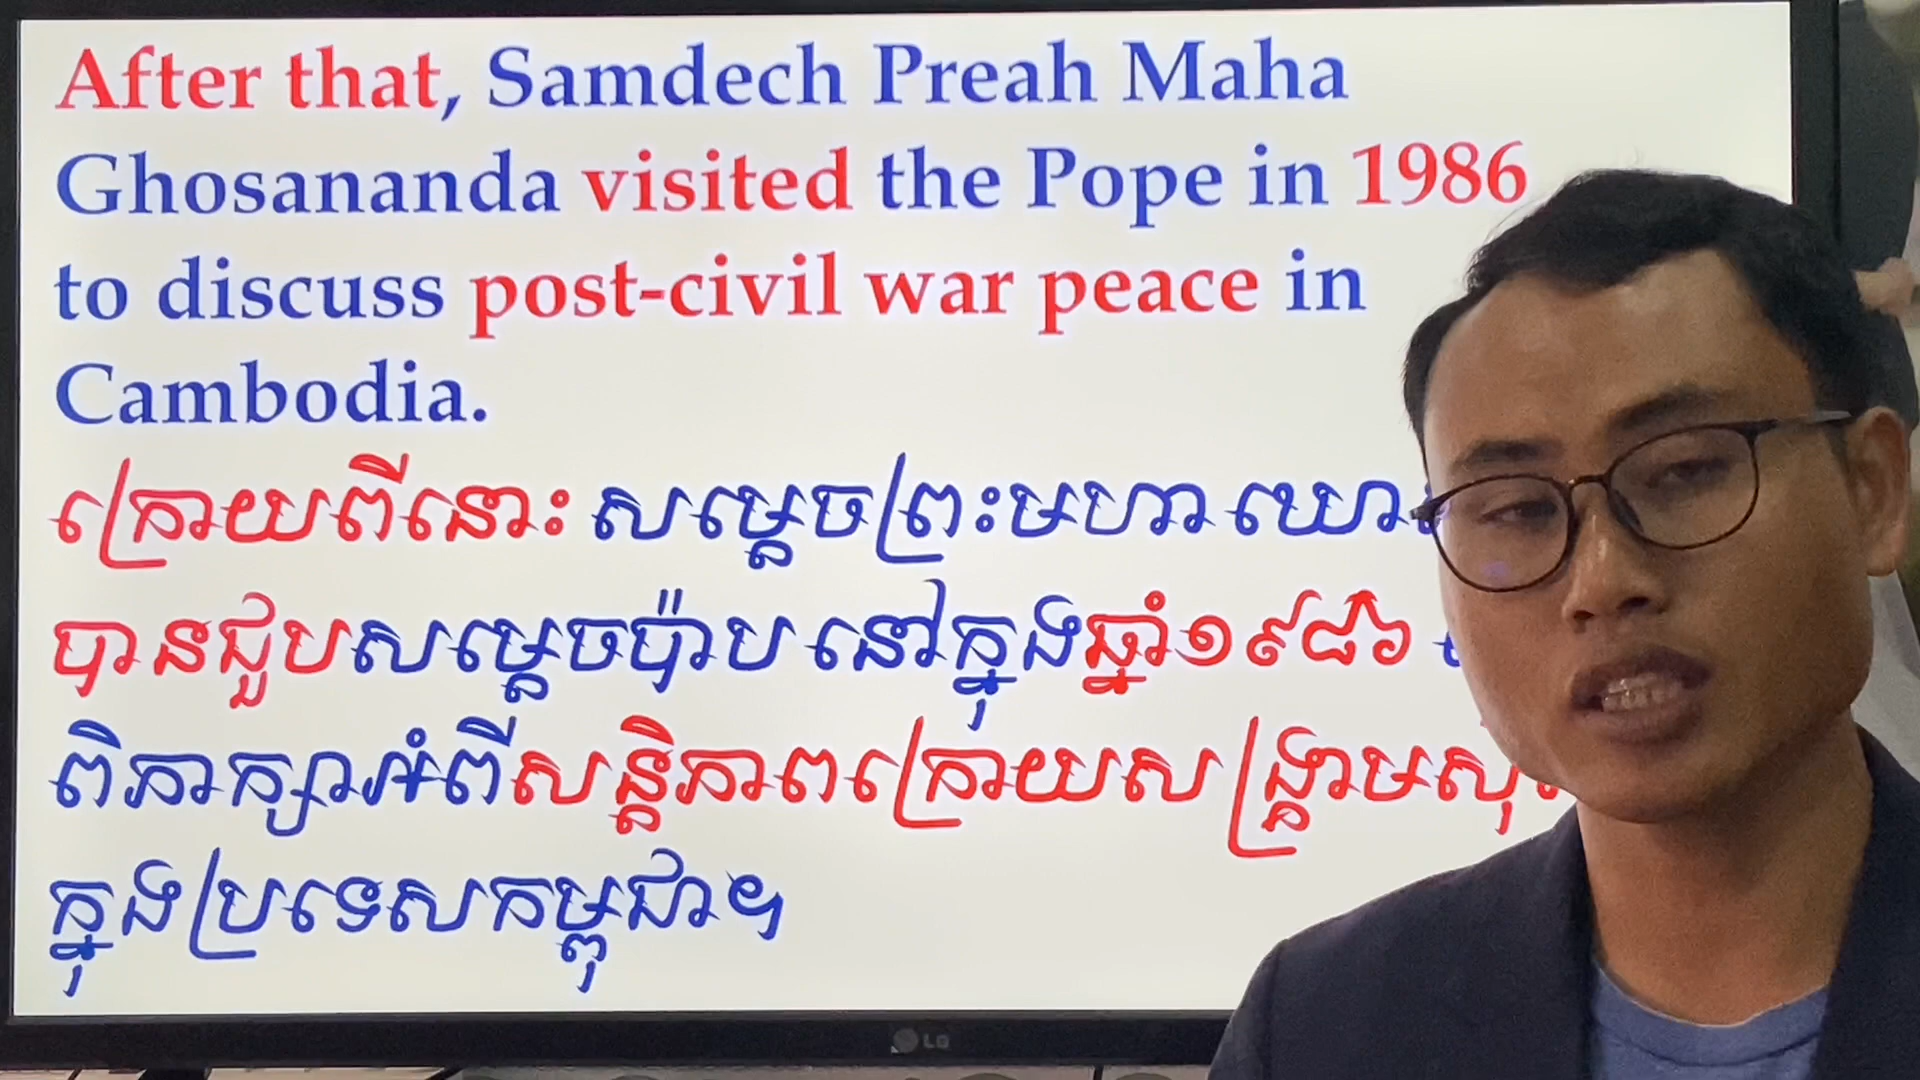 After that, Samdech Preah Maha
Ghosananda visited the Pope in 1986
to discuss post-civil war peace in
Cambodia.
ក្រោយពីនោះ សម្ដេចព្រះមហា
បានជួបសម្ដេចប៉ាប នៅក្នុងឆ្នាំ១៩៨៦
ពិភាក្សាអំពីសន្តិភាពក្រោយសង្គ្រាម
ក្នុងប្រទេសកម្ពុជា។
LG